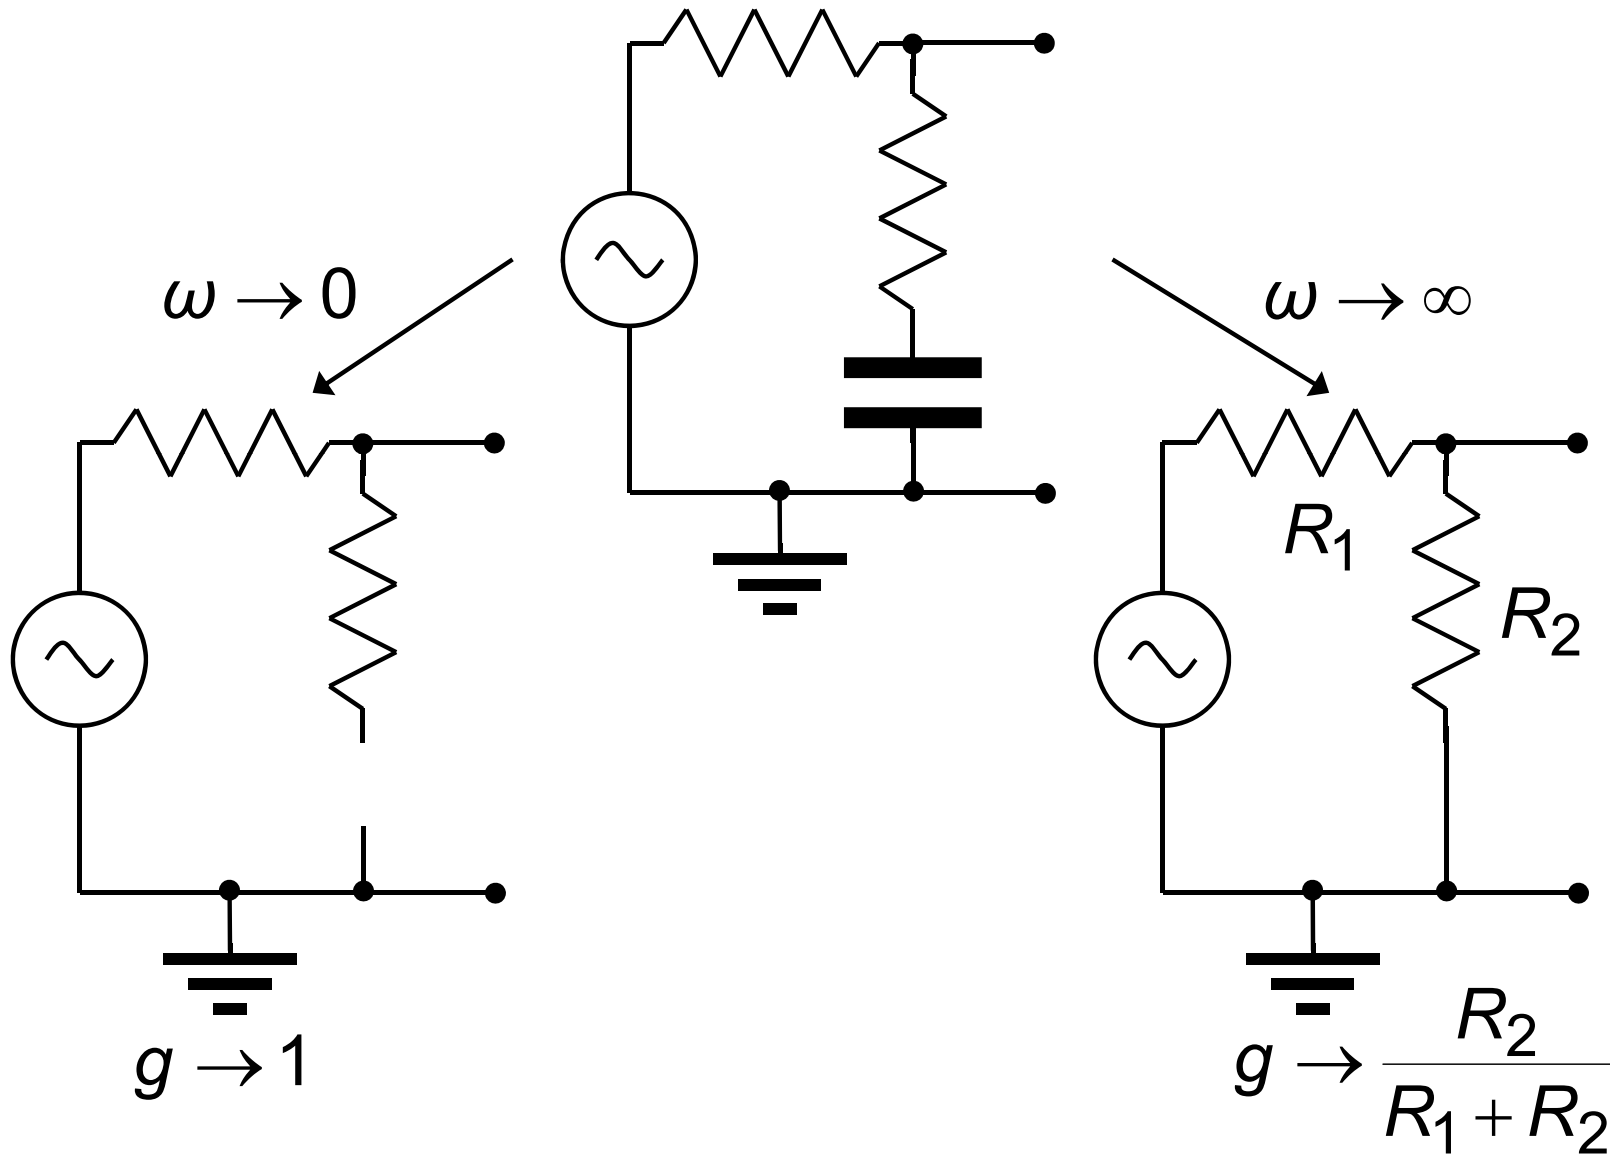 ω → 0
ω → ∞
R₁
R₂
g → 1
g → R₂ / (R₁ + R₂)